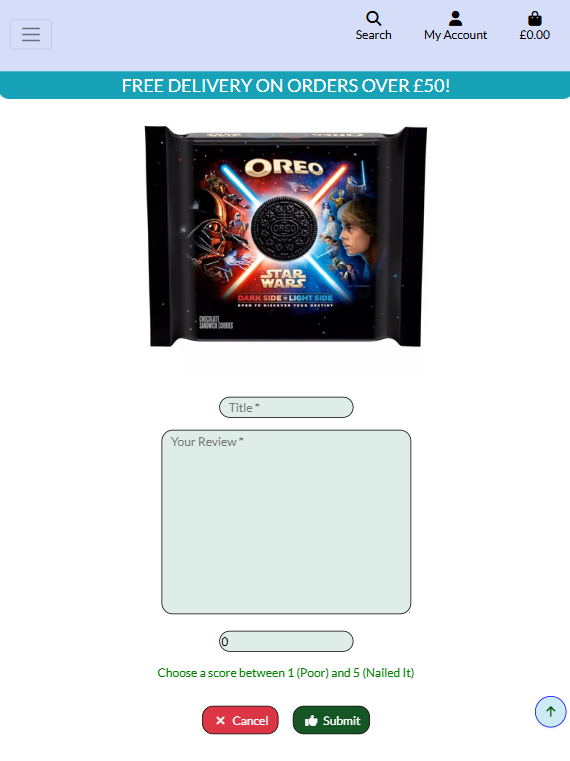 Search
My Account
£0.00
FREE DELIVERY ON ORDERS OVER £50!
OREO
OREO
STAR
WARS
DARK SIDE OR LIGHT SIDE
OPEN TO DISCOVER YOUR DESTINY
CHOCOLATE
SANDWICH COOKIES
Title *
Your Review *
0
Choose a score between 1 (Poor) and 5 (Nailed It)
Cancel
Submit